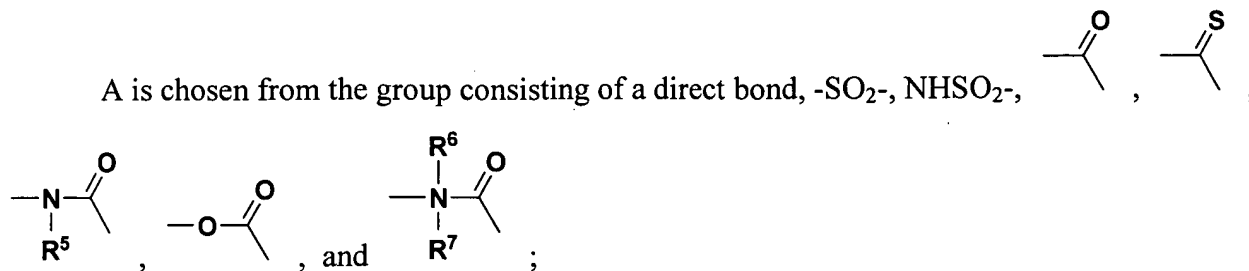 O S
A is chosen from the group consisting of a direct bond, -SO₂-, NHSO₂-, , ,
R⁶
O O O
N O N
R⁵ R⁷
, , and ;